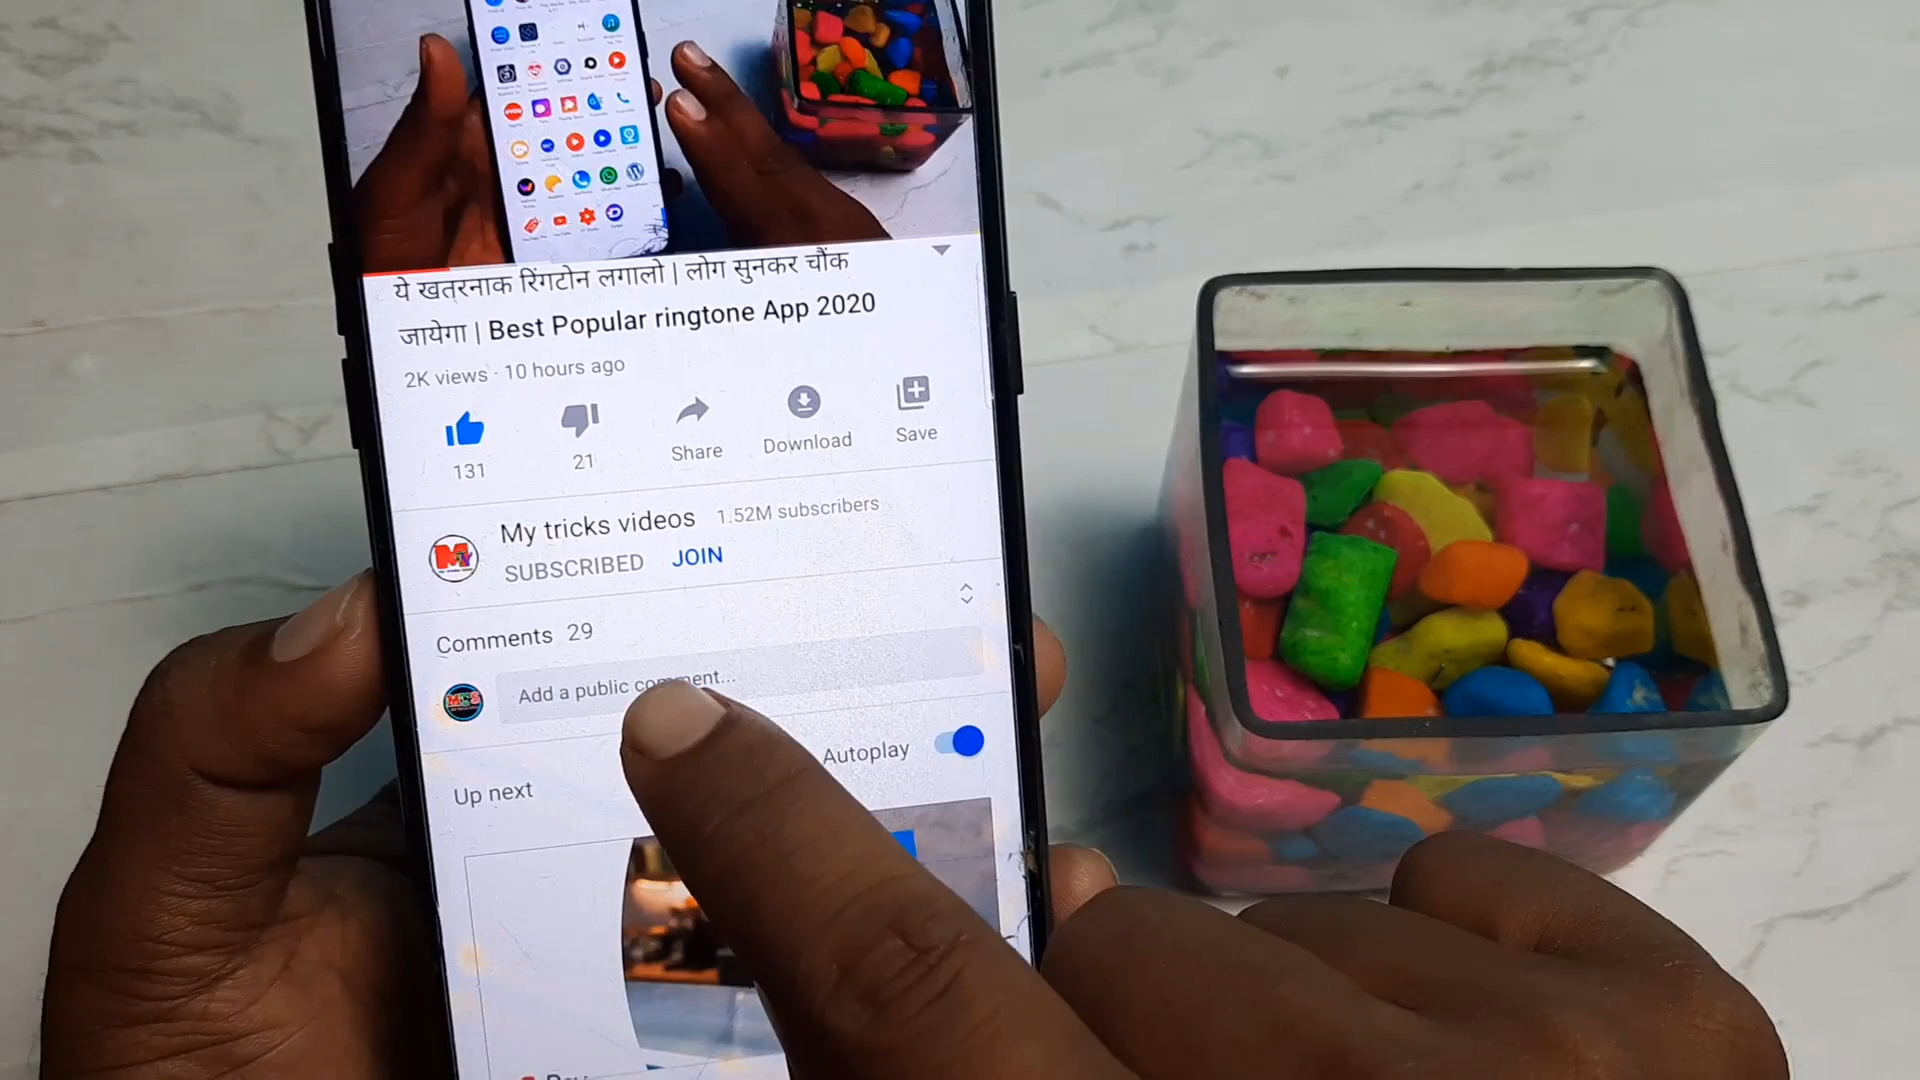 ये खतरनाक रिंगटोन लगालो | लोग सुनकर चौंक
जायेगा | Best Popular ringtone App 2020
2K views · 10 hours ago
131
21
Share
Download
Save
My tricks videos 1.52M subscribers
SUBSCRIBED JOIN
Comments 29
Add a public comment...
Autoplay
Up next